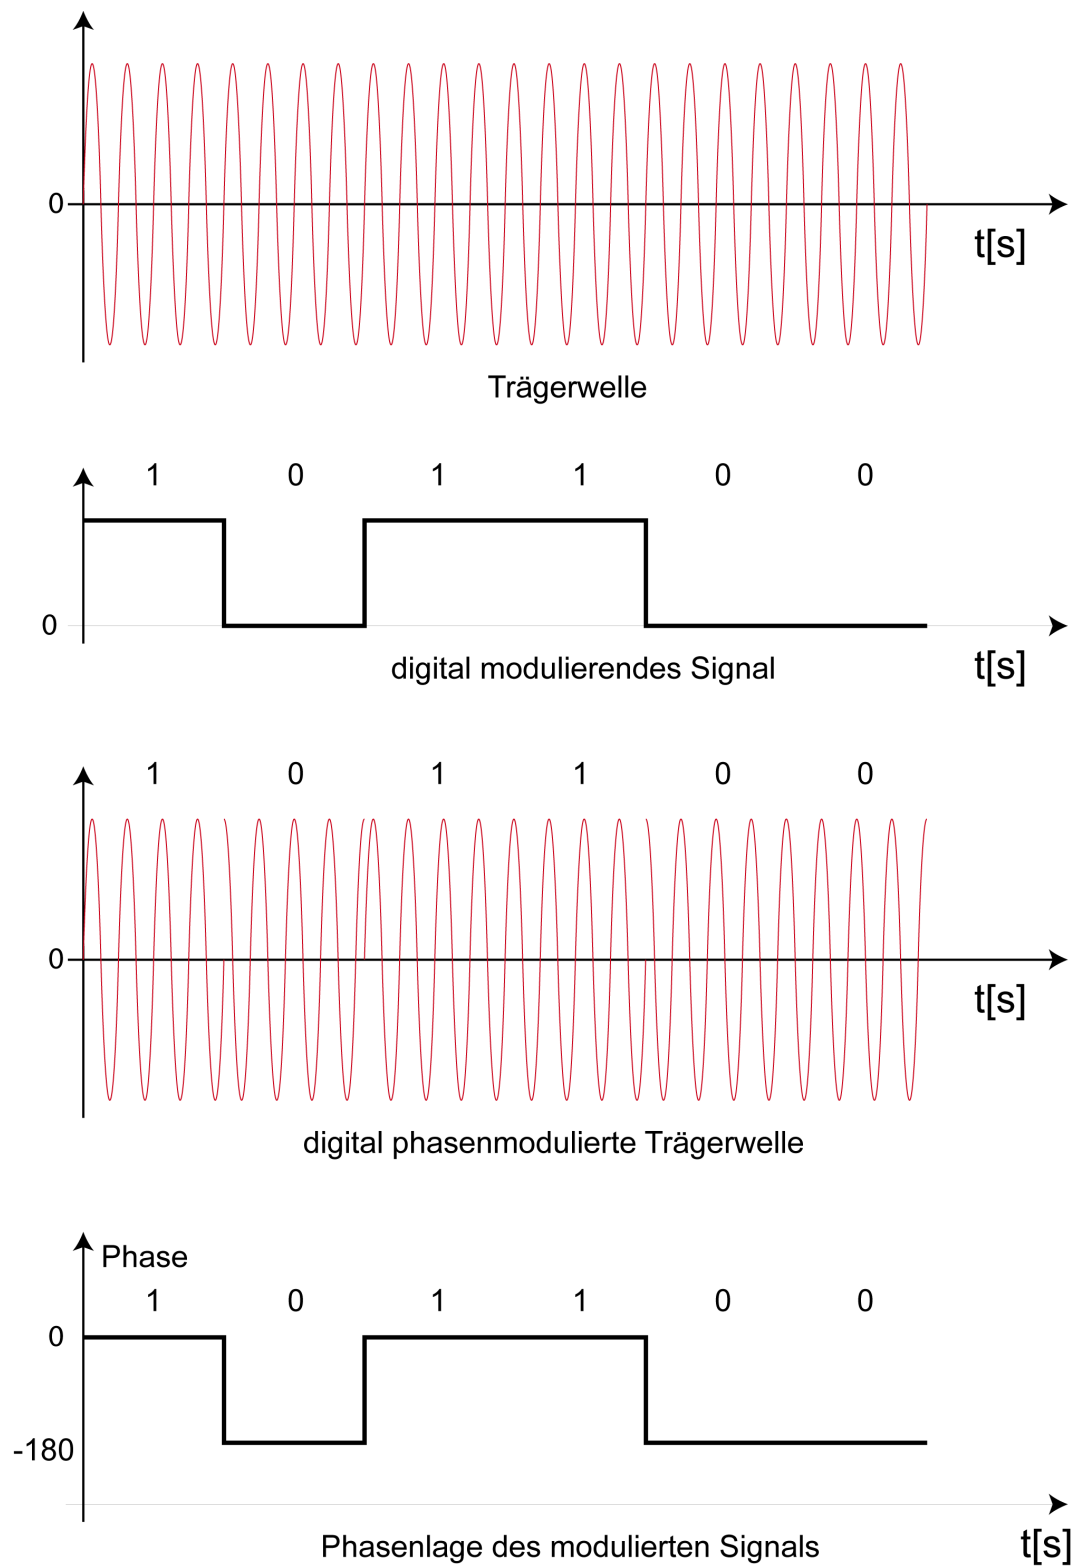 0
t[s]
Trägerwelle
1 0 1 1 0 0
0
digital modulierendes Signal
t[s]
1 0 1 1 0 0
0
t[s]
digital phasenmodulierte Trägerwelle
Phase
1 0 1 1 0 0
0
-180
Phasenlage des modulierten Signals
t[s]